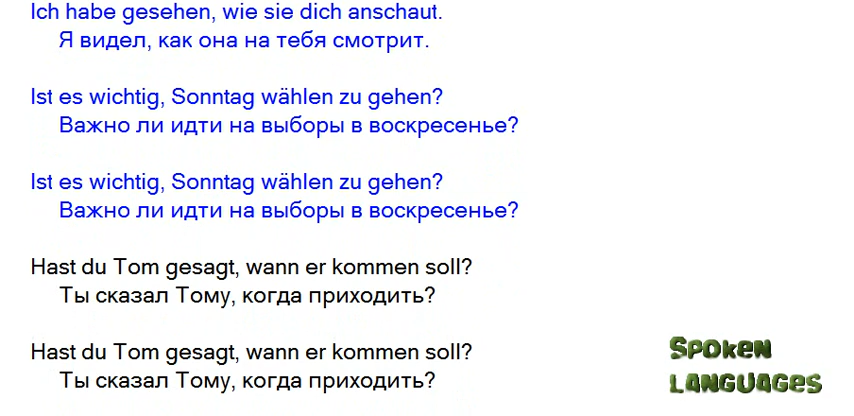 Ich habe gesehen, wie sie dich anschaut.
Я видел, как она на тебя смотрит.
Ist es wichtig, Sonntag wählen zu gehen?
Важно ли идти на выборы в воскресенье?
Ist es wichtig, Sonntag wählen zu gehen?
Важно ли идти на выборы в воскресенье?
Hast du Tom gesagt, wann er kommen soll?
Ты сказал Тому, когда приходить?
Hast du Tom gesagt, wann er kommen soll?
Ты сказал Тому, когда приходить?
Spoken
Languages